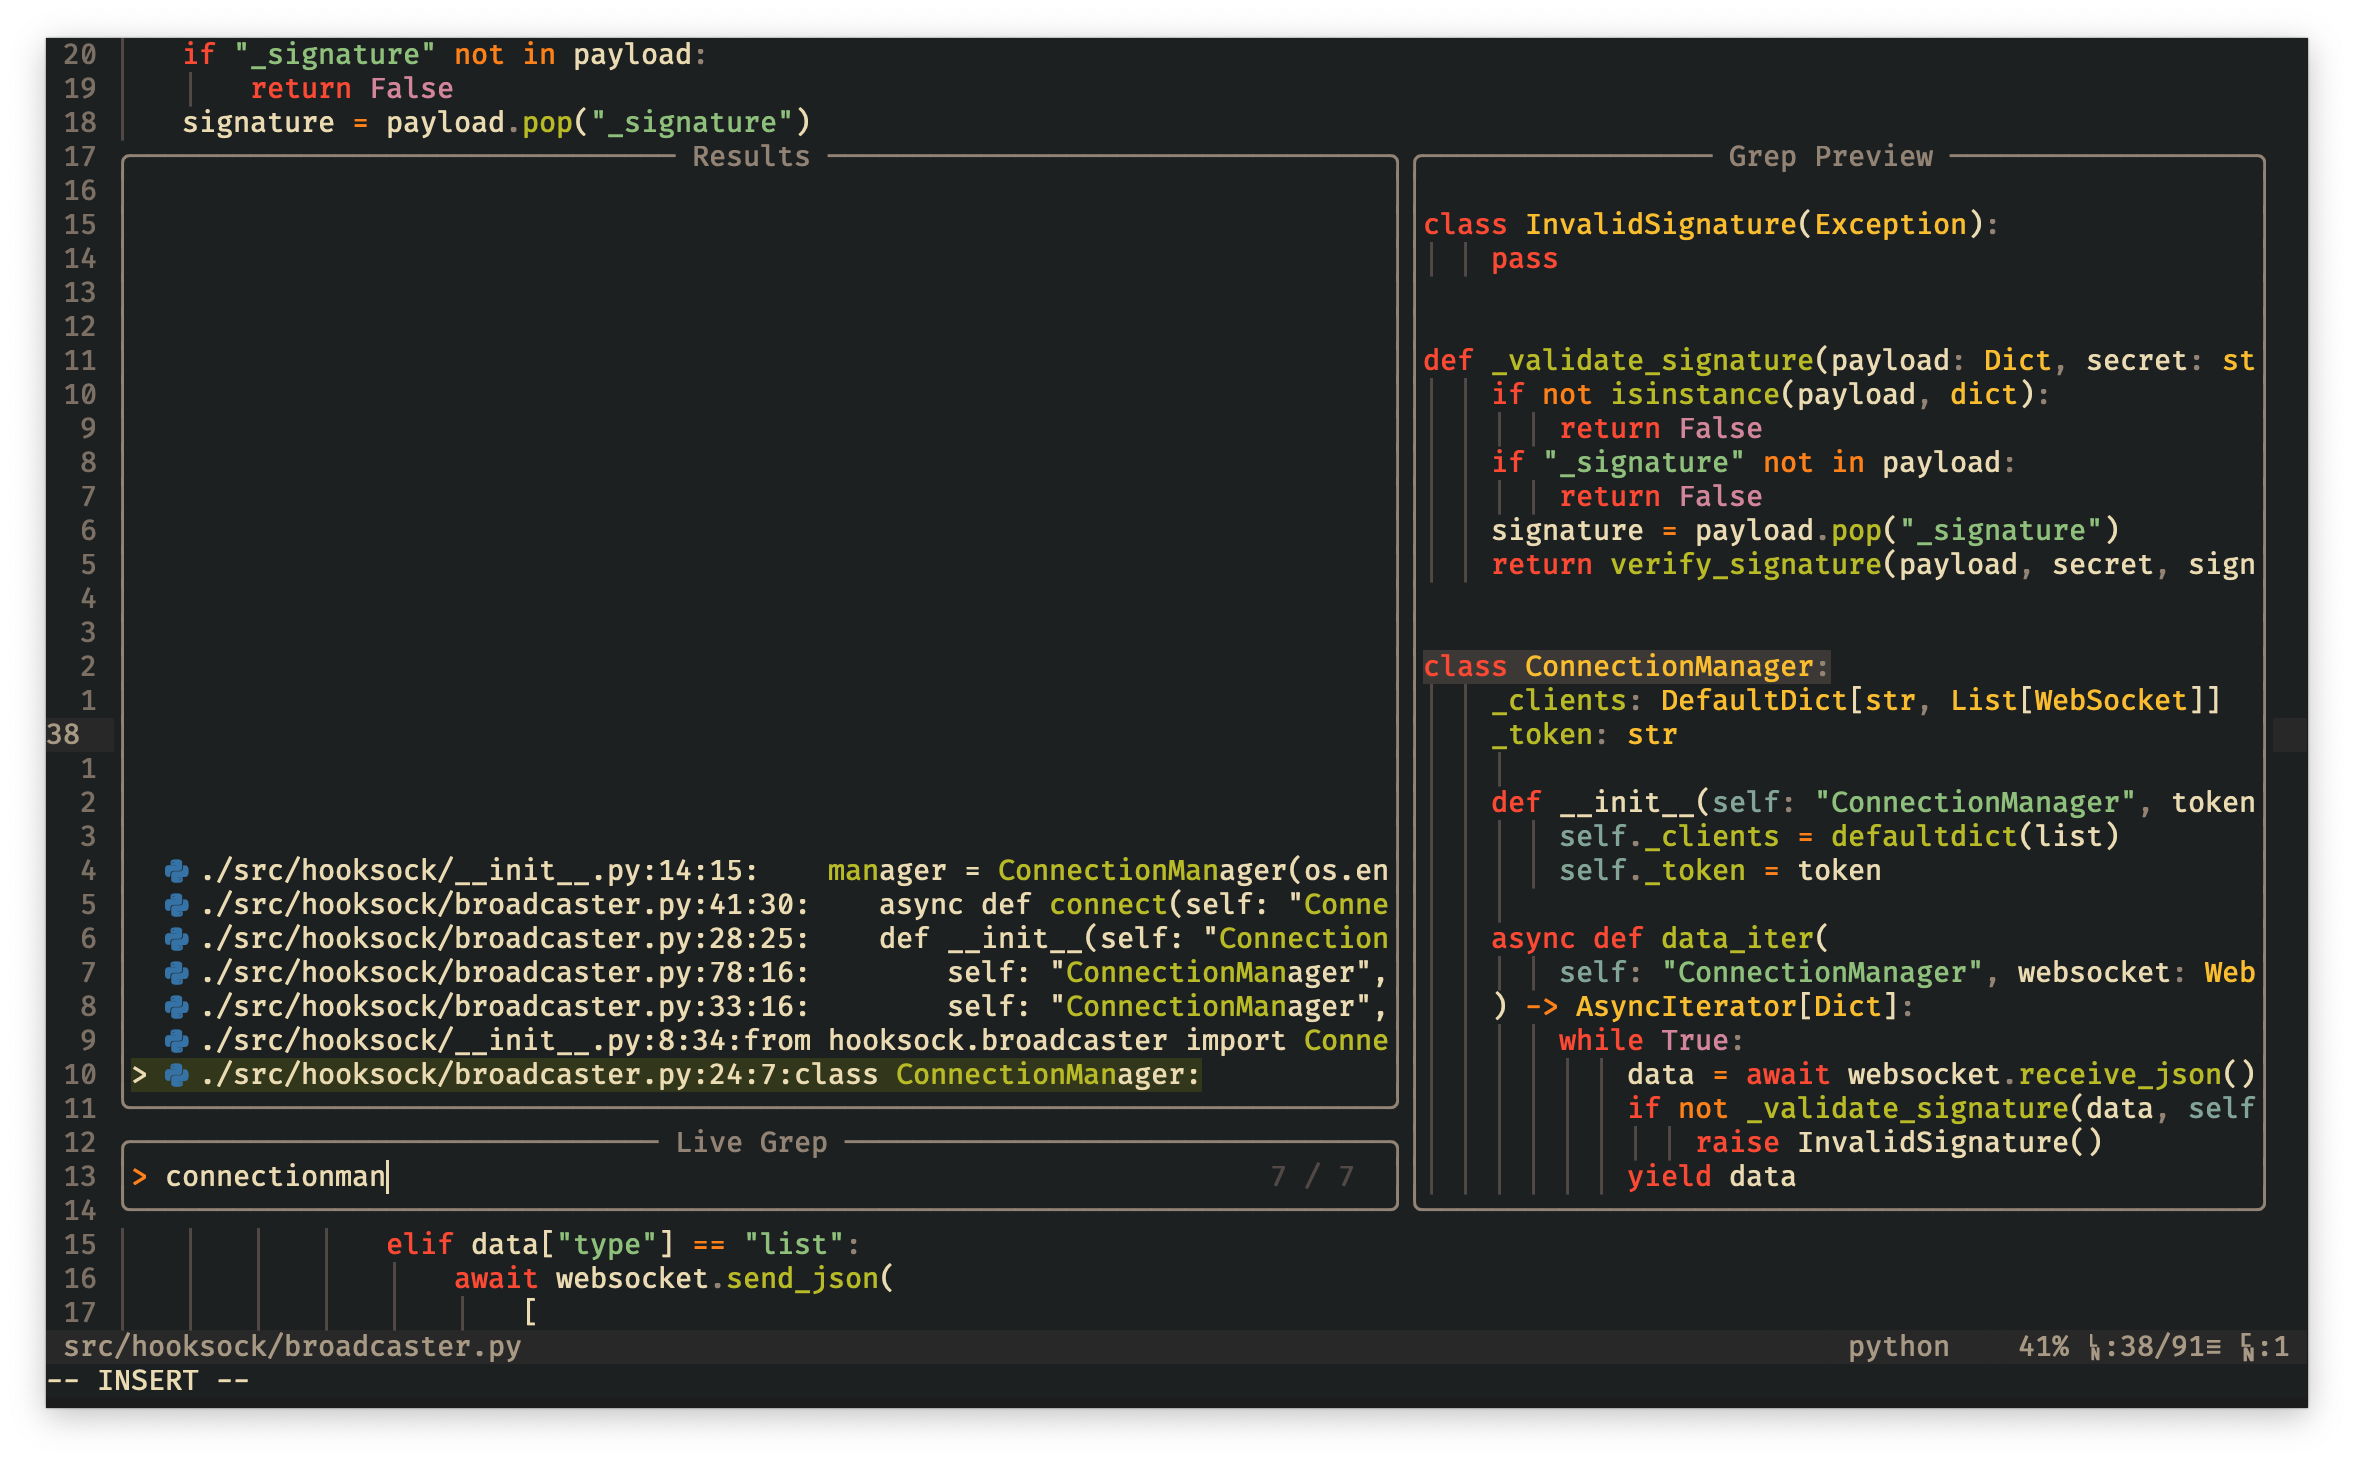 20 if "_signature" not in payload:
19 return False
18 signature = payload.pop("_signature")
17
16
15
14
13
12
11
10
9
8
7
6
5
4
3
2
1
38
1
2
3
4
5
6
7
8
9
10
11
12
13
14
Results
./src/hooksock/__init__.py:14:15:    manager = ConnectionManager(os.en
./src/hooksock/broadcaster.py:41:30:    async def connect(self: "Conne
./src/hooksock/broadcaster.py:28:25:    def __init__(self: "Connection
./src/hooksock/broadcaster.py:78:16:        self: "ConnectionManager",
./src/hooksock/broadcaster.py:33:16:        self: "ConnectionManager",
./src/hooksock/__init__.py:8:34:from hooksock.broadcaster import Conne
> ./src/hooksock/broadcaster.py:24:7:class ConnectionManager:
Live Grep
> connectionman 7 / 7
Grep Preview
class InvalidSignature(Exception):
    pass
def _validate_signature(payload: Dict, secret: st
    if not isinstance(payload, dict):
        return False
    if "_signature" not in payload:
        return False
    signature = payload.pop("_signature")
    return verify_signature(payload, secret, sign
class ConnectionManager:
    _clients: DefaultDict[str, List[WebSocket]]
    _token: str
    def __init__(self: "ConnectionManager", token
        self._clients = defaultdict(list)
        self._token = token
    async def data_iter(
        self: "ConnectionManager", websocket: Web
    ) -> AsyncIterator[Dict]:
        while True:
            data = await websocket.receive_json()
            if not _validate_signature(data, self
                raise InvalidSignature()
            yield data
15 elif data["type"] == "list":
16 await websocket.send_json(
17 [
src/hooksock/broadcaster.py python 41% ␊:38/91≡ ␤:1
-- INSERT --